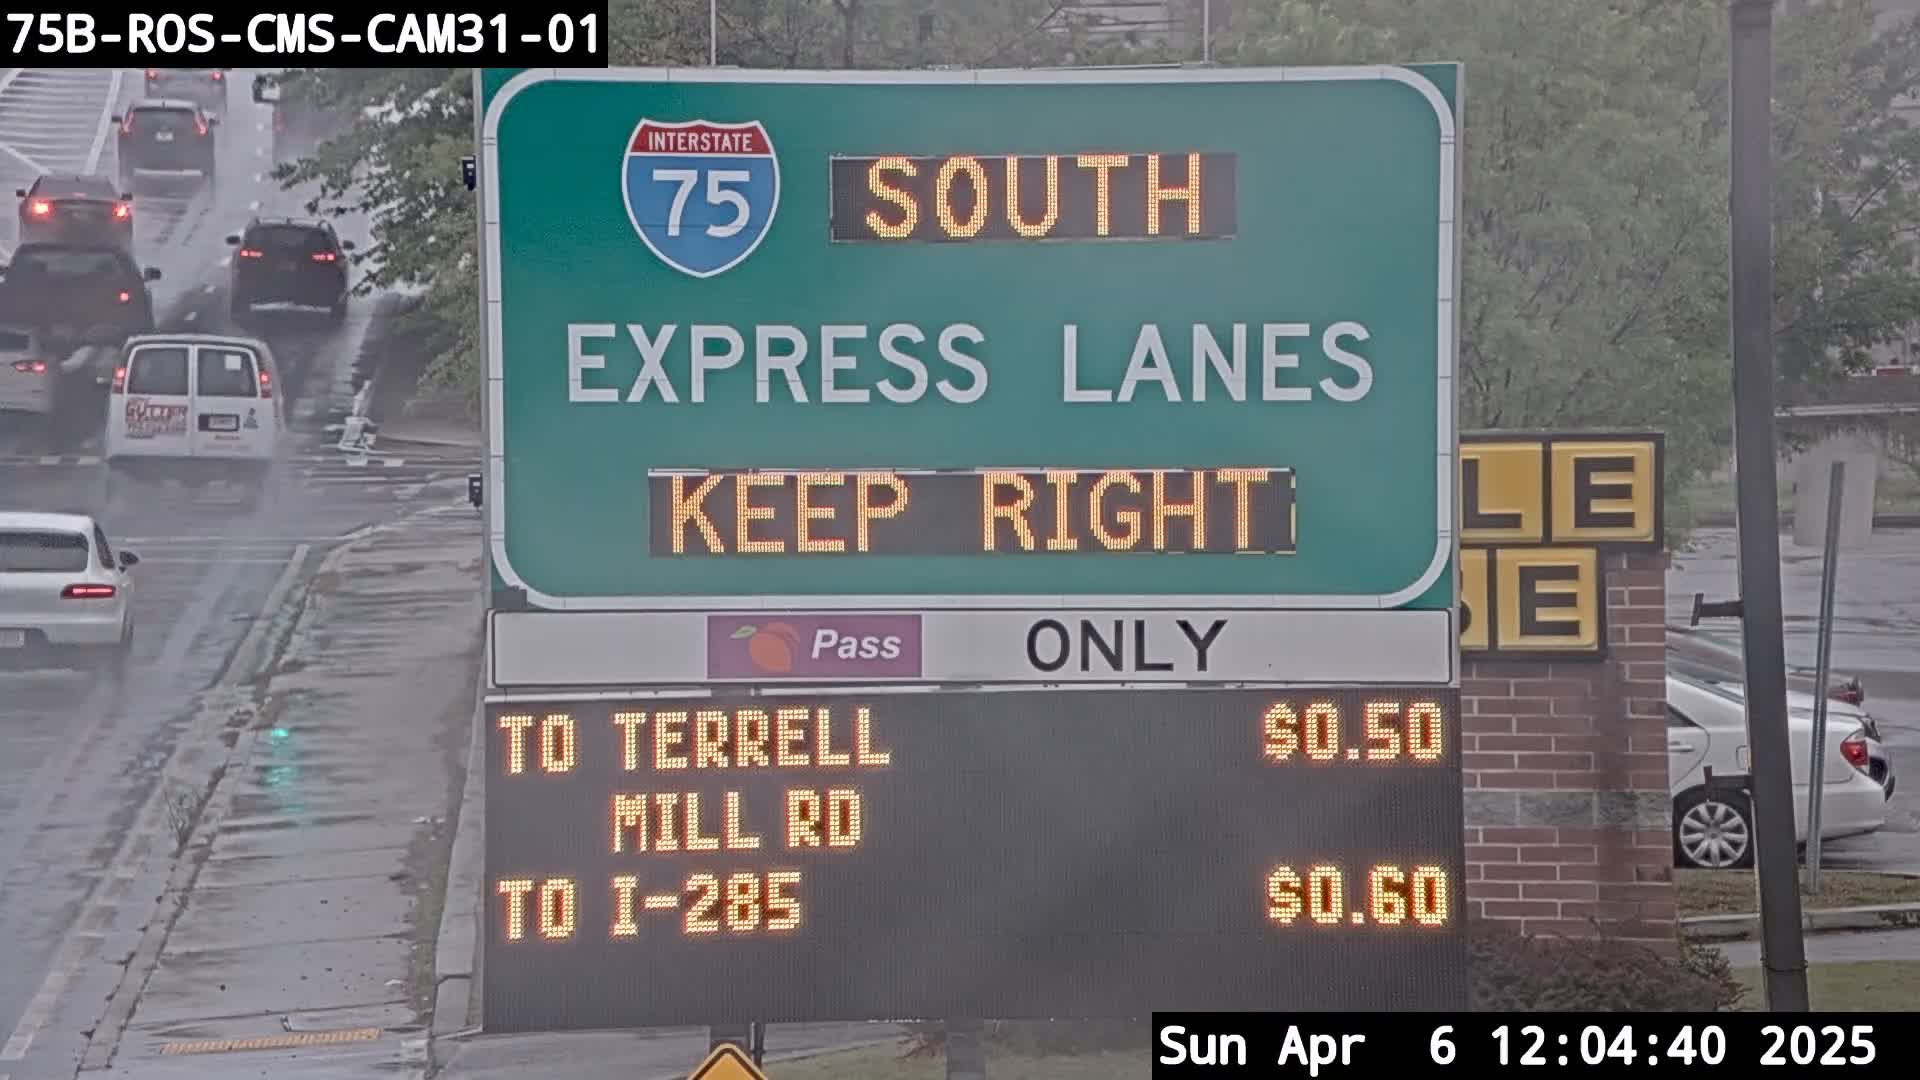 75B-ROS-CMS-CAM31-01
INTERSTATE
75
SOUTH
EXPRESS LANES
KEEP RIGHT
Pass ONLY
TO TERRELL $0.50
MILL RD
TO I-285 $0.60
LE
E
Sun Apr 6 12:04:40 2025